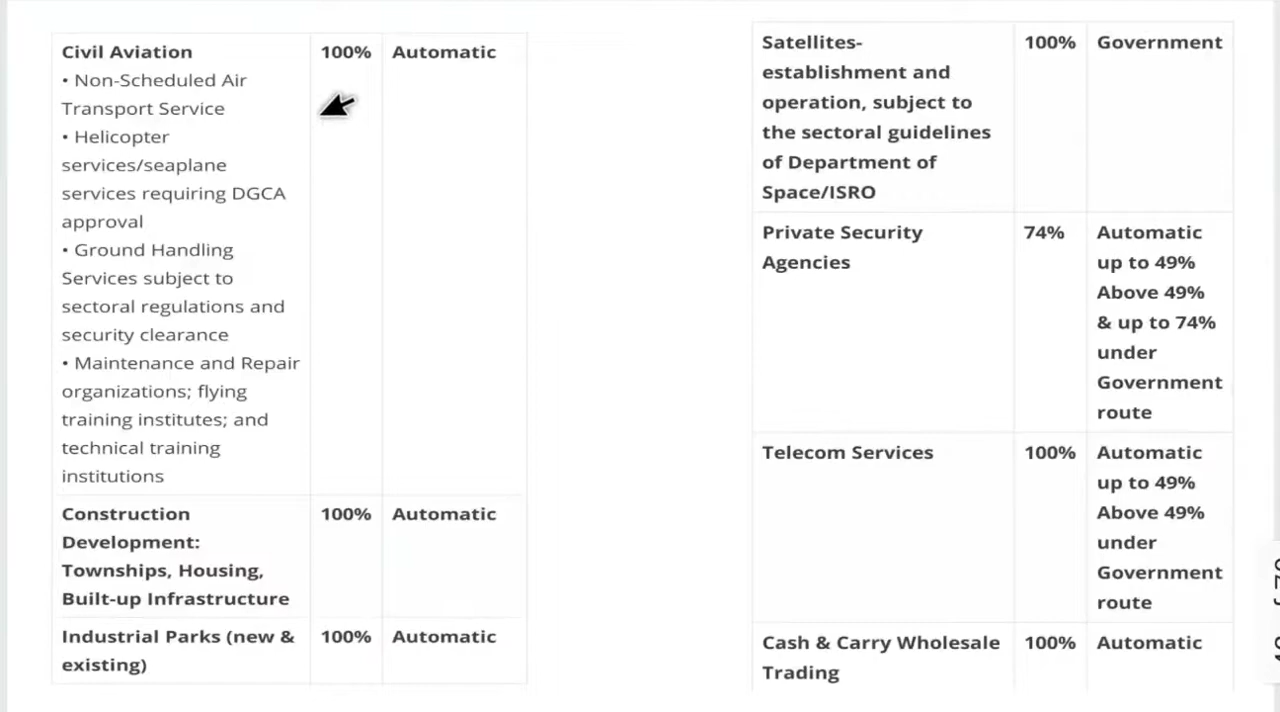 Civil Aviation 100% Automatic
• Non-Scheduled Air
Transport Service
• Helicopter
services/seaplane
services requiring DGCA
approval
• Ground Handling
Services subject to
sectoral regulations and
security clearance
• Maintenance and Repair
organizations; flying
training institutes; and
technical training
institutions
Construction 100% Automatic
Development:
Townships, Housing,
Built-up Infrastructure
Industrial Parks (new & 100% Automatic
existing)
Satellites- 100% Government
establishment and
operation, subject to
the sectoral guidelines
of Department of
Space/ISRO
Private Security 74% Automatic
Agencies up to 49%
Above 49%
& up to 74%
under
Government
route
Telecom Services 100% Automatic
up to 49%
Above 49%
under
Government
route
Cash & Carry Wholesale 100% Automatic
Trading